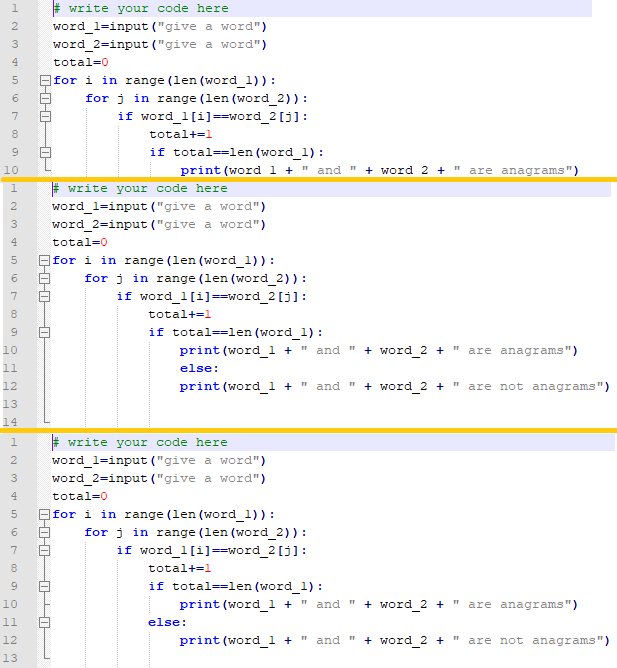 1 # write your code here
2 word_1=input("give a word")
3 word_2=input("give a word")
4 total=0
5 for i in range(len(word_1)):
6 for j in range(len(word_2)):
7 if word_1[i]==word_2[j]:
8 total+=1
9 if total==len(word_1):
10 print(word_1 + " and " + word_2 + " are anagrams")
1 # write your code here
2 word_1=input("give a word")
3 word_2=input("give a word")
4 total=0
5 for i in range(len(word_1)):
6 for j in range(len(word_2)):
7 if word_1[i]==word_2[j]:
8 total+=1
9 if total==len(word_1):
10 print(word_1 + " and " + word_2 + " are anagrams")
11 else:
12 print(word_1 + " and " + word_2 + " are not anagrams")
13
14
1 # write your code here
2 word_1=input("give a word")
3 word_2=input("give a word")
4 total=0
5 for i in range(len(word_1)):
6 for j in range(len(word_2)):
7 if word_1[i]==word_2[j]:
8 total+=1
9 if total==len(word_1):
10 print(word_1 + " and " + word_2 + " are anagrams")
11 else:
12 print(word_1 + " and " + word_2 + " are not anagrams")
13